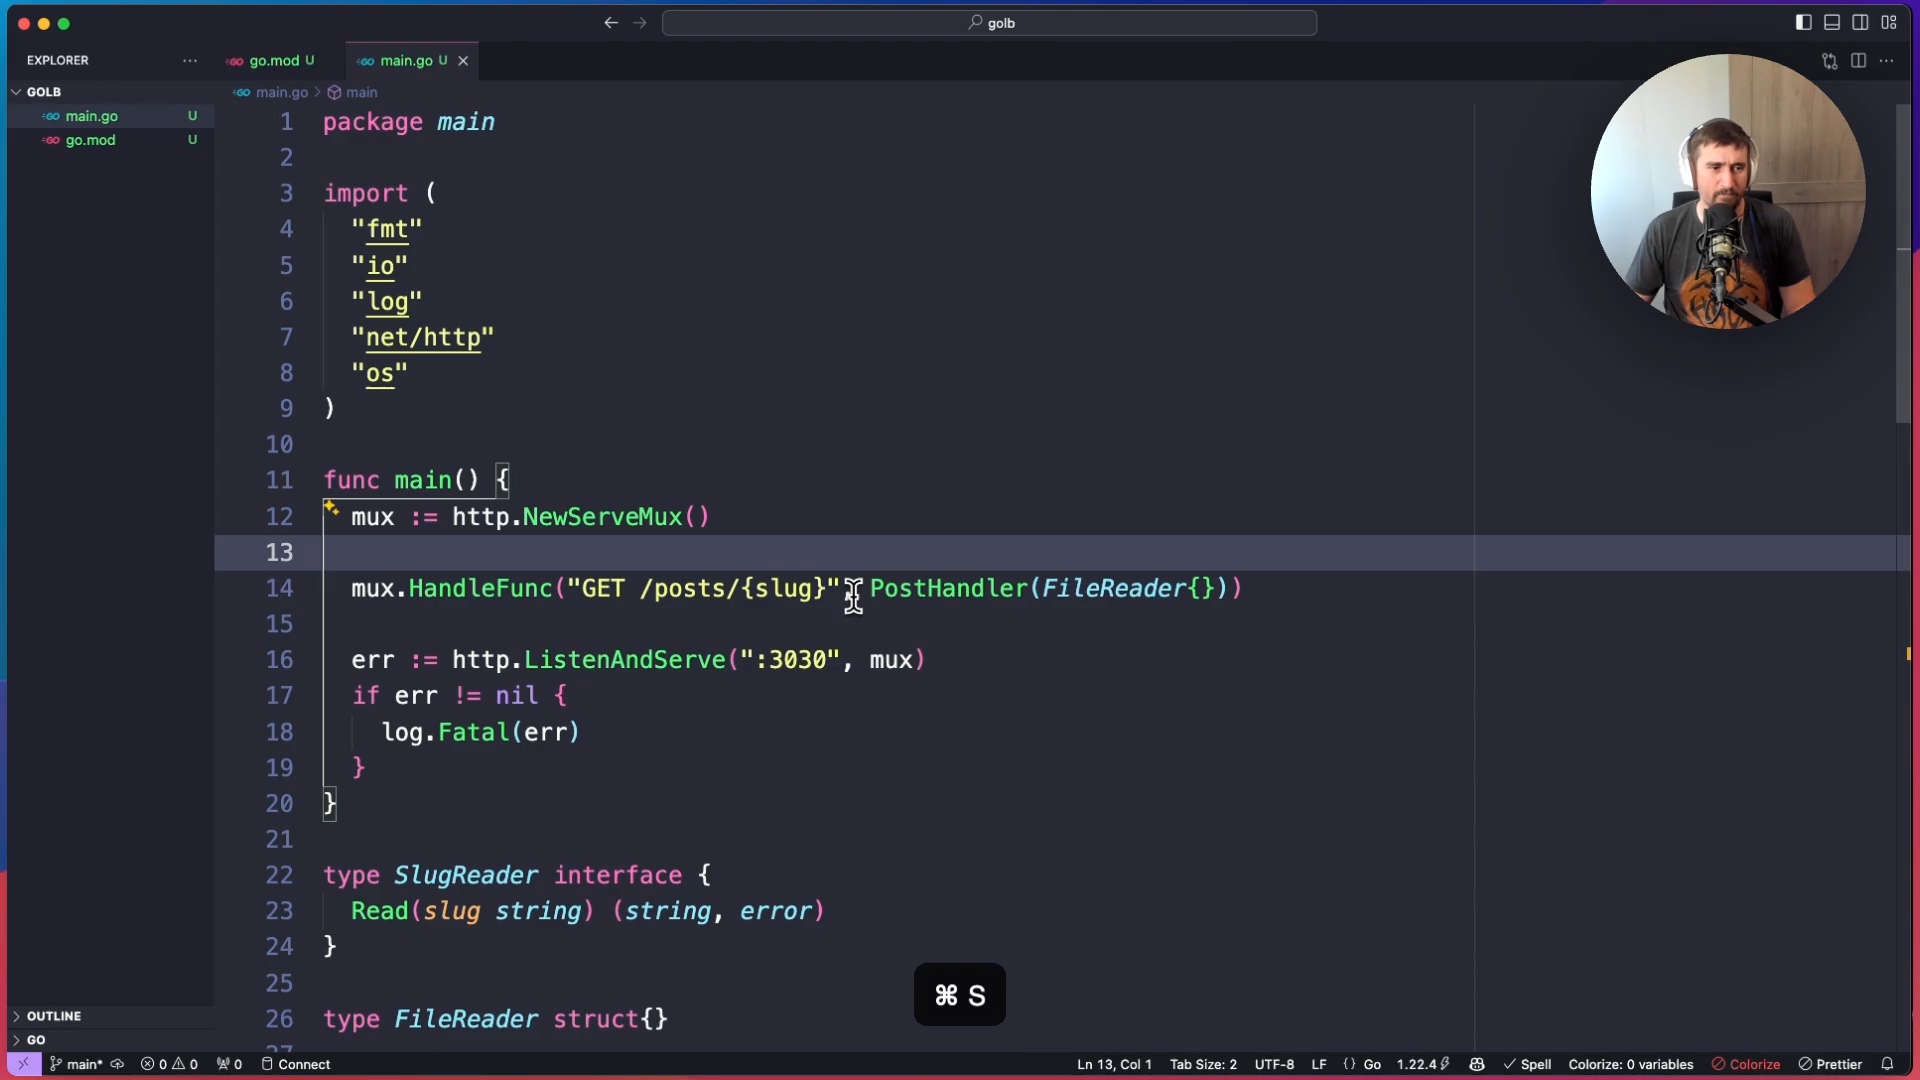 golb
EXPLORER
go.mod U
main.go U
GOLB
main.go U
go.mod U
main.go > main
1 package main
2
3 import (
4 "fmt"
5 "io"
6 "log"
7 "net/http"
8 "os"
9 )
10
11 func main() {
12 mux := http.NewServeMux()
13
14 mux.HandleFunc("GET /posts/{slug}", PostHandler(FileReader{}))
15
16 err := http.ListenAndServe(":3030", mux)
17 if err != nil {
18 log.Fatal(err)
19 }
20 }
21
22 type SlugReader interface {
23 Read(slug string) (string, error)
24 }
25
26 type FileReader struct{}
⌘ S
OUTLINE
GO
main* 0 0 0 Connect Ln 13, Col 1 Tab Size: 2 UTF-8 LF {} Go 1.22.4 Spell Colorize: 0 variables Colorize Prettier